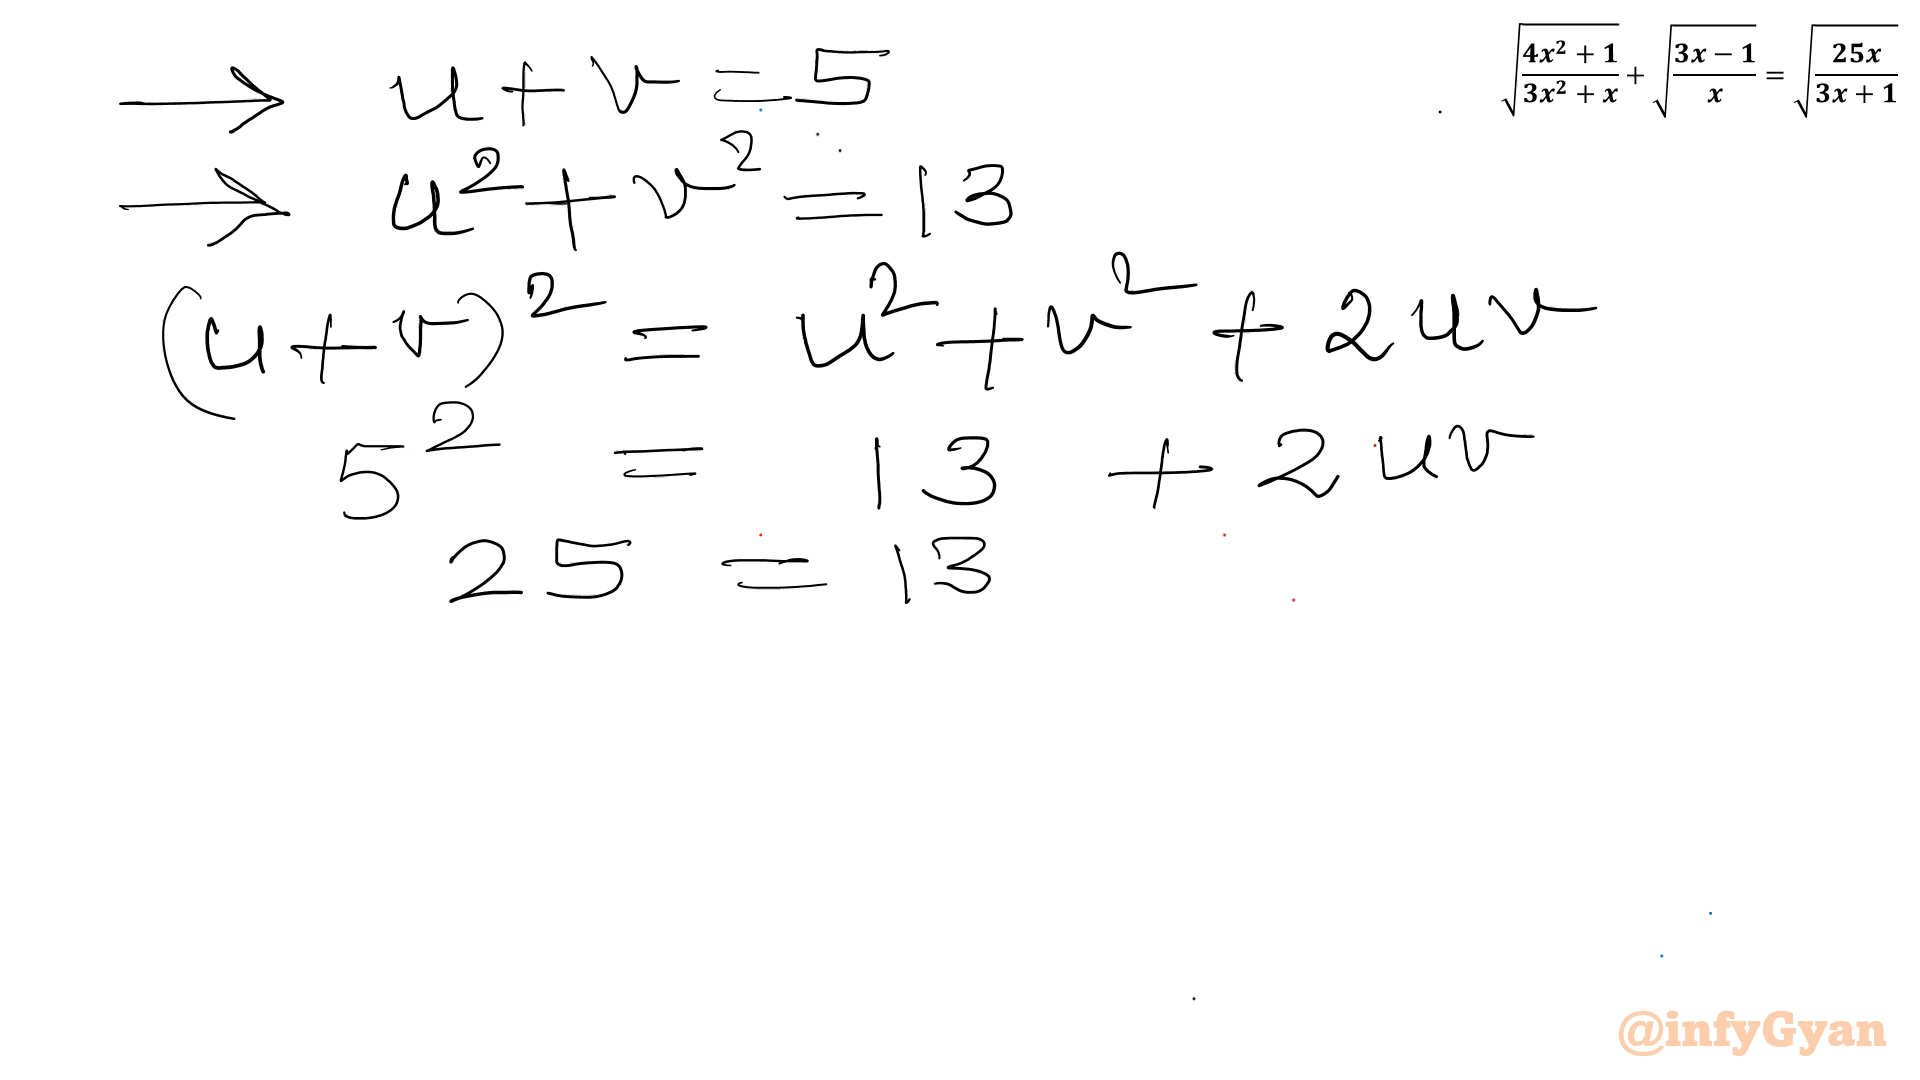 → u + v = 5
→ u² + v² = 13
(u + v)² = u² + v² + 2uv
5² = 13 + 2uv
25 = 13
√((4x² + 1)/(3x² + x)) + √((3x − 1)/x) = √(25x/(3x + 1))
@infyGyan